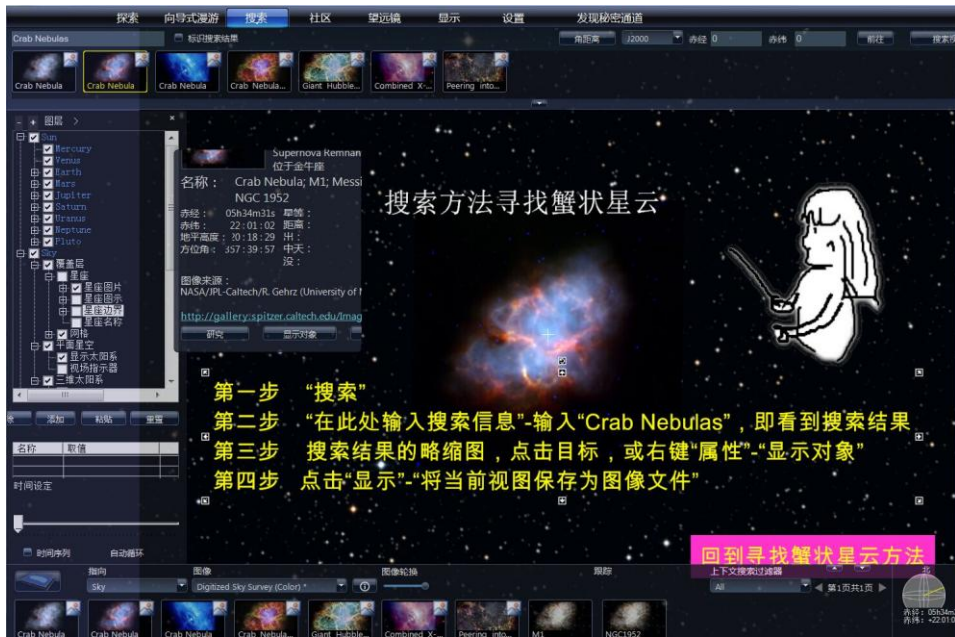 探索 向导式漫游 搜索 社区 望远镜 显示 设置 发现秘密通道
Crab Nebulas 标识搜索结果 角距离 J2000 赤经 0 赤纬 0 前往
Crab Nebula Crab Nebula Crab Nebula Crab Nebula... Giant Hubble... Combined X-... Peering into...
图层 >
Sun
Mercury
Venus
Earth
Mars
Jupiter
Saturn
Uranus
Neptune
Pluto
Sky
覆盖层
星座
星座图片
星座图示
星座边界
星座名称
网格
平面星空
显示太阳系
视场指示器
三维太阳系
添加 粘贴 重置
名称 取值
时间设定
时间序列 自动循环
Supernova Remnan
位于金牛座
名称： Crab Nebula; M1; Messi
NGC 1952
赤经： 05h34m31s 星等：
赤纬： 22:01:02 距离：
地平高度： 20:18:29 升：
方位角： 357:39:57 中天：
没：
图像来源：
NASA/JPL-Caltech/R. Gehrz (University of
http://gallery.spitzer.caltech.edu/Imag
研究 显示对象
搜索方法寻找蟹状星云
第一步 “搜索”
第二步 “在此处输入搜索信息”-输入“Crab Nebulas”，即看到搜索结果
第三步 搜索结果的略缩图，点击目标，或右键“属性”-“显示对象”
第四步 点击“显示”-“将当前视图保存为图像文件”
回到寻找蟹状星云方法
指向 图像 图像轮换 跟踪 上下文搜索过滤器 北
Sky Digitized Sky Survey (Color) * All 第1页共1页
赤经: 05h34m
赤纬: +22:01:0
Crab Nebula Crab Nebula Crab Nebula Crab Nebula... Giant Hubble... Combined X-... Peering into... M1 NGC1952